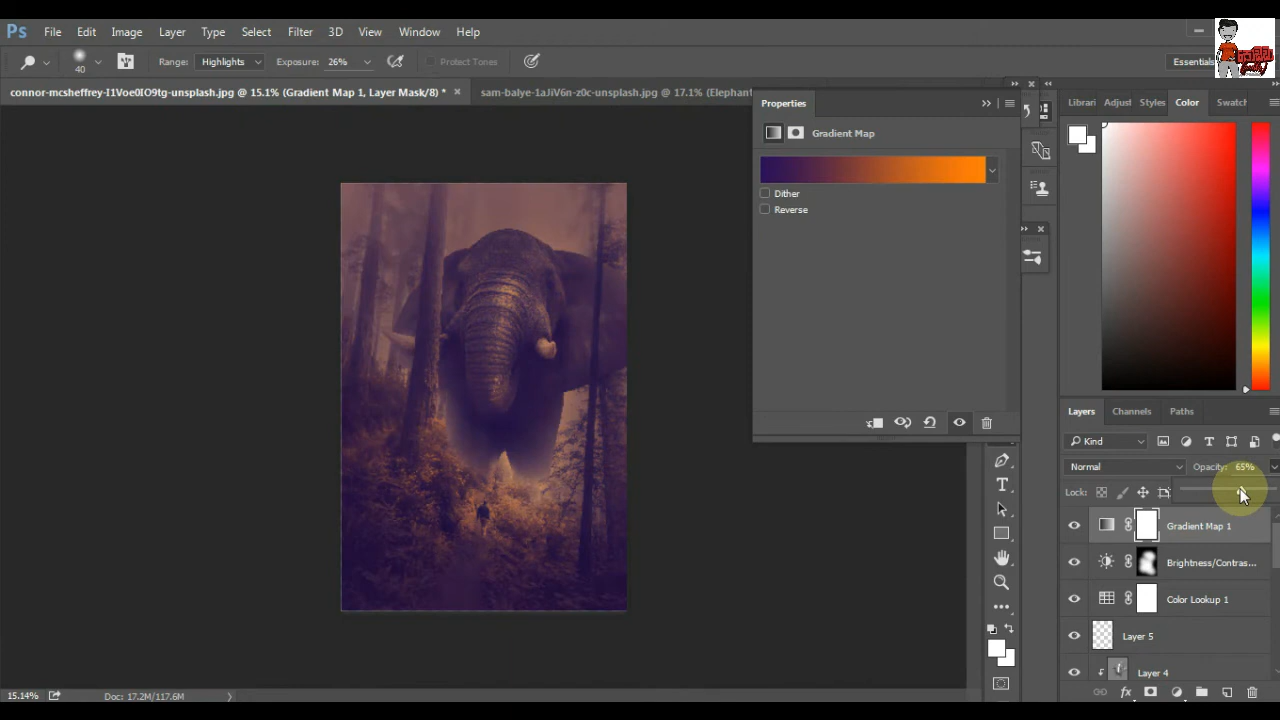 Ps File Edit Image Layer Type Select Filter 3D View Window Help
40 Range: Highlights Exposure: 26% Protect Tones Essentials
connor-mcsheffrey-I1Voe0IO9tg-unsplash.jpg @ 15.1% (Gradient Map 1, Layer Mask/8) * × sam-balye-1aJiV6n-z0c-unsplash.jpg @ 17.1% (Elephant
Properties
Gradient Map
Dither
Reverse
Librari Adjust Styles Color Swatch
Layers Channels Paths
Kind
Normal Opacity: 65%
Lock:
Gradient Map 1
Brightness/Contras...
Color Lookup 1
Layer 5
Layer 4
15.14% Doc: 17.2M/117.6M